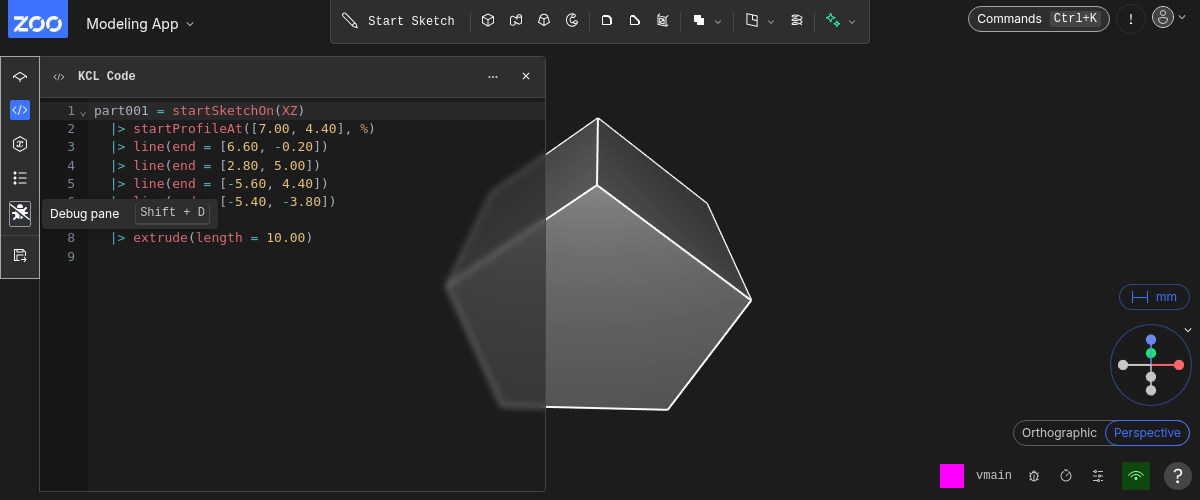 ZOO
Modeling App
Start Sketch
Commands Ctrl+K
!
KCL Code
1 part001 = startSketchOn(XZ)
2 |> startProfileAt([7.00, 4.40], %)
3 |> line(end = [6.60, -0.20])
4 |> line(end = [2.80, 5.00])
5 |> line(end = [-5.60, 4.40])
[-5.40, -3.80])
Debug pane Shift + D
8 |> extrude(length = 10.00)
9
mm
Orthographic Perspective
vmain
?